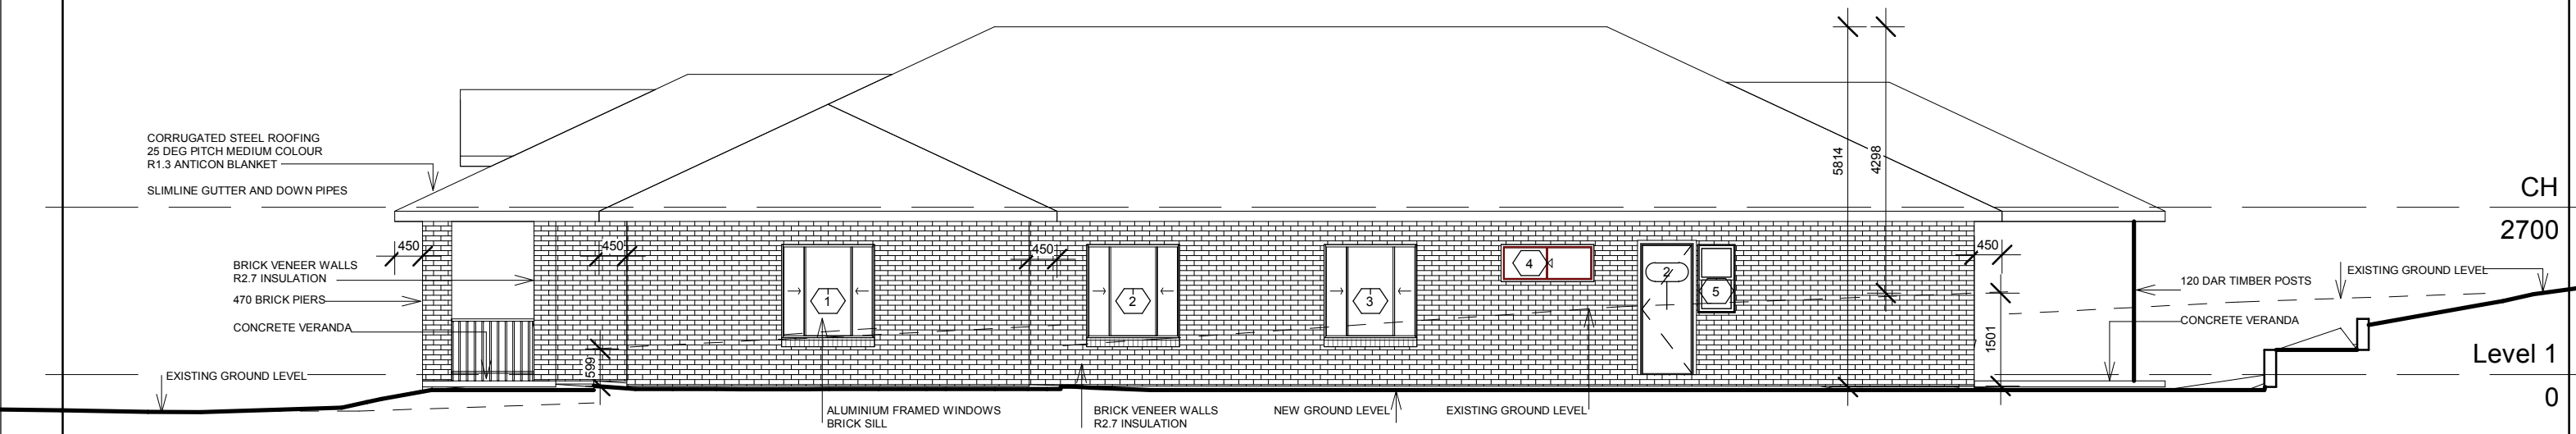 CORRUGATED STEEL ROOFING
25 DEG PITCH MEDIUM COLOUR
R1.3 ANTICON BLANKET
SLIMLINE GUTTER AND DOWN PIPES
5814
4298
CH
2700
450
450
450
450
BRICK VENEER WALLS
R2.7 INSULATION
470 BRICK PIERS
CONCRETE VERANDA
EXISTING GROUND LEVEL
599
1
2
3
4
2
5
1501
EXISTING GROUND LEVEL
120 DAR TIMBER POSTS
CONCRETE VERANDA
Level 1
0
ALUMINIUM FRAMED WINDOWS
BRICK SILL
BRICK VENEER WALLS
R2.7 INSULATION
NEW GROUND LEVEL
EXISTING GROUND LEVEL